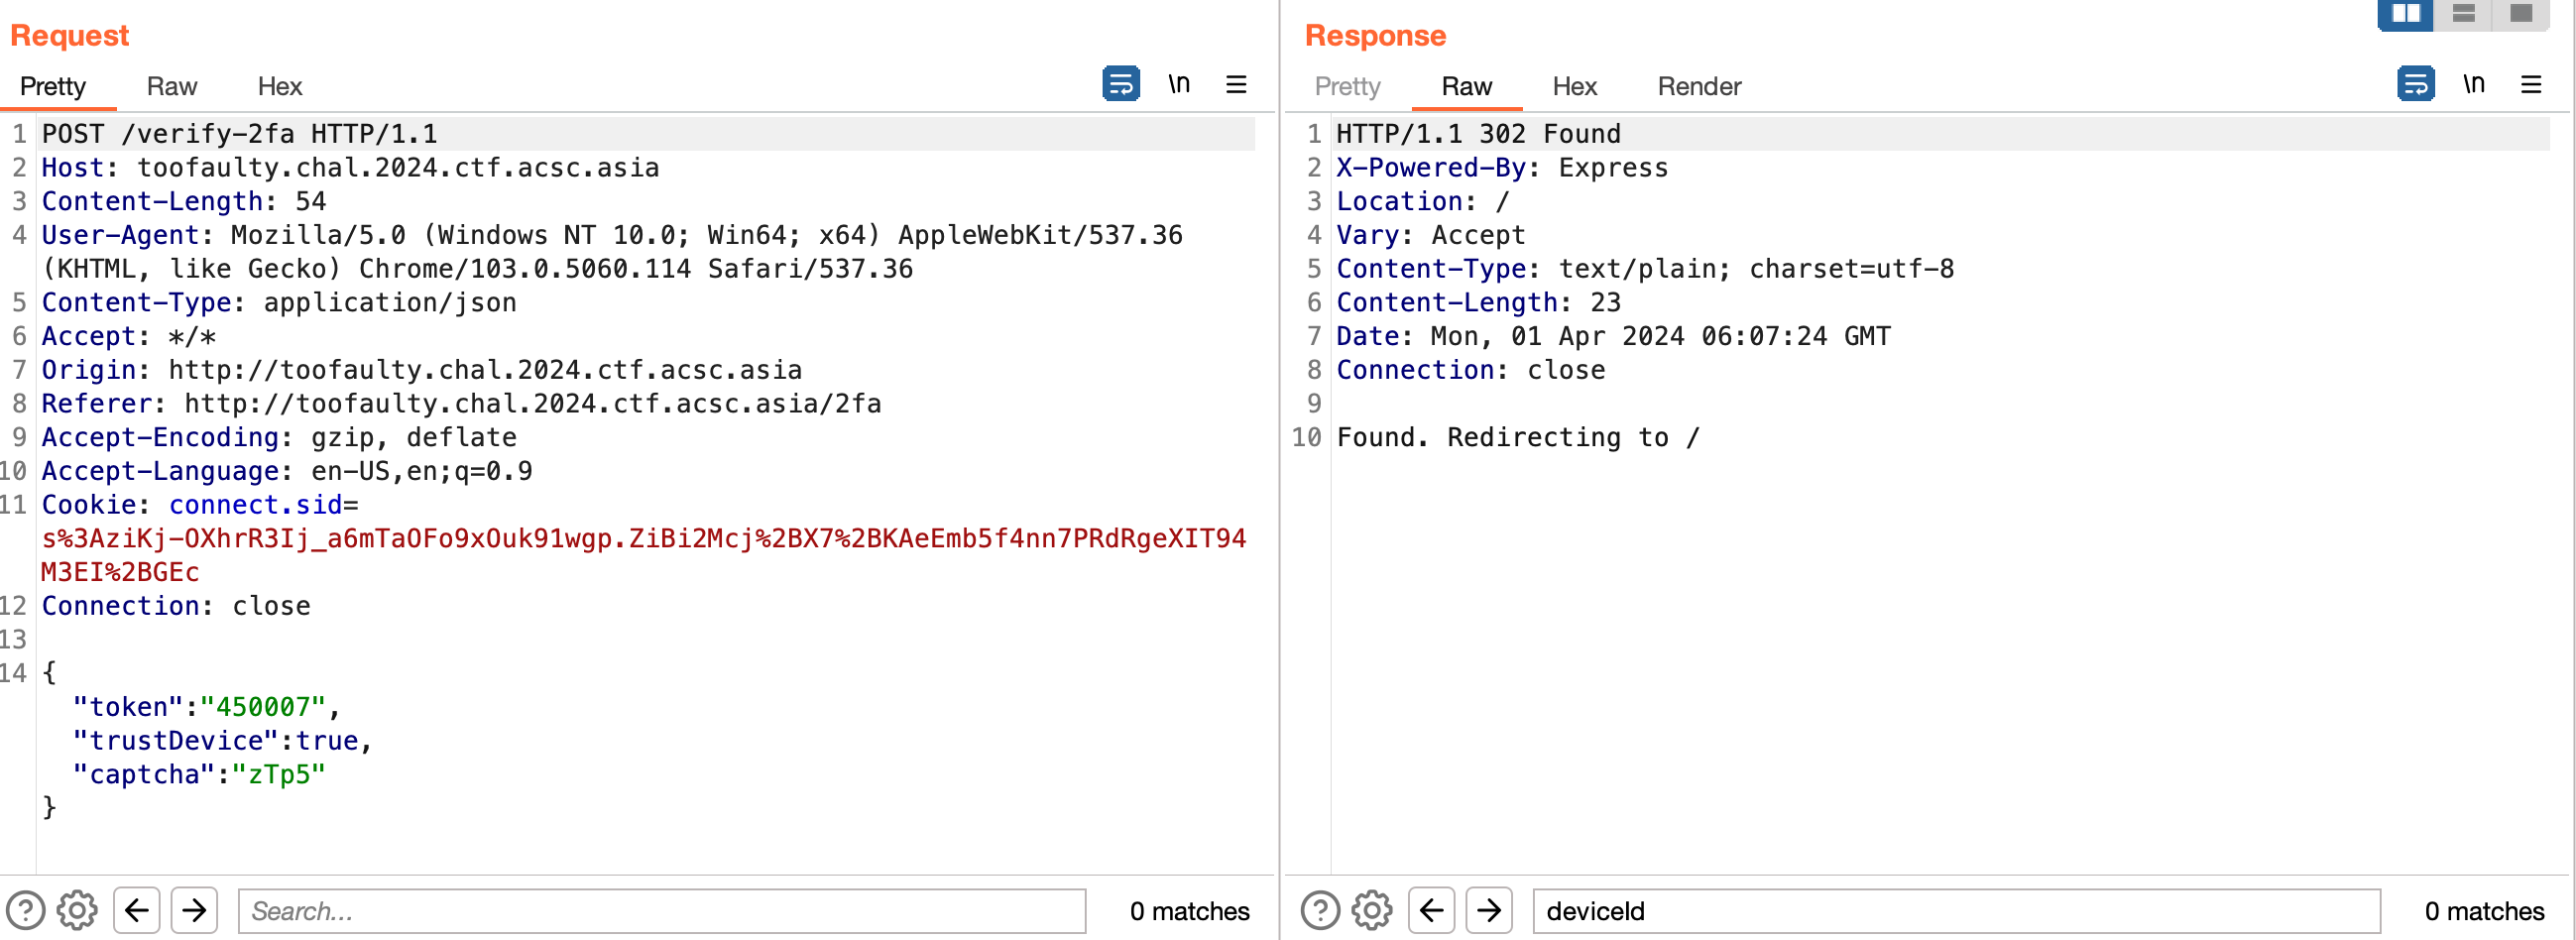 Request
Pretty Raw Hex
\n
1 POST /verify-2fa HTTP/1.1
2 Host: toofaulty.chal.2024.ctf.acsc.asia
3 Content-Length: 54
4 User-Agent: Mozilla/5.0 (Windows NT 10.0; Win64; x64) AppleWebKit/537.36
(KHTML, like Gecko) Chrome/103.0.5060.114 Safari/537.36
5 Content-Type: application/json
6 Accept: */*
7 Origin: http://toofaulty.chal.2024.ctf.acsc.asia
8 Referer: http://toofaulty.chal.2024.ctf.acsc.asia/2fa
9 Accept-Encoding: gzip, deflate
10 Accept-Language: en-US,en;q=0.9
11 Cookie: connect.sid=
s%3AziKj-OXhrR3Ij_a6mTaOFo9xOuk91wgp.ZiBi2Mcj%2BX7%2BKAeEmb5f4nn7PRdRgeXIT94
M3EI%2BGEc
12 Connection: close
13
14 {
"token":"450007",
"trustDevice":true,
"captcha":"zTp5"
}
Search...
0 matches
Response
Pretty Raw Hex Render
\n
1 HTTP/1.1 302 Found
2 X-Powered-By: Express
3 Location: /
4 Vary: Accept
5 Content-Type: text/plain; charset=utf-8
6 Content-Length: 23
7 Date: Mon, 01 Apr 2024 06:07:24 GMT
8 Connection: close
9
10 Found. Redirecting to /
deviceId
0 matches